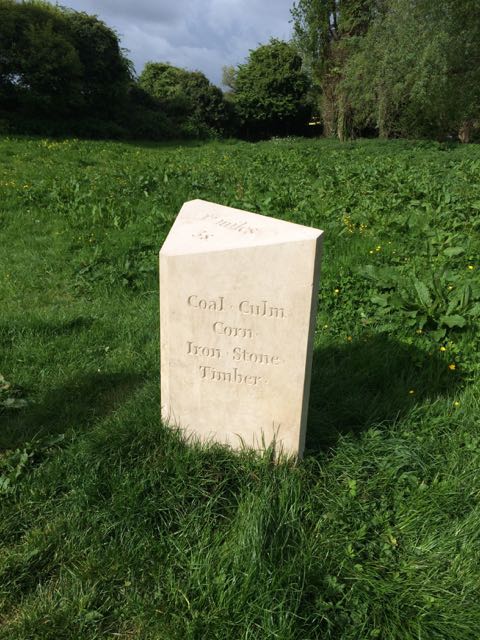 miles
Coal · Culm
Corn ·
Iron · Stone
Timber ·